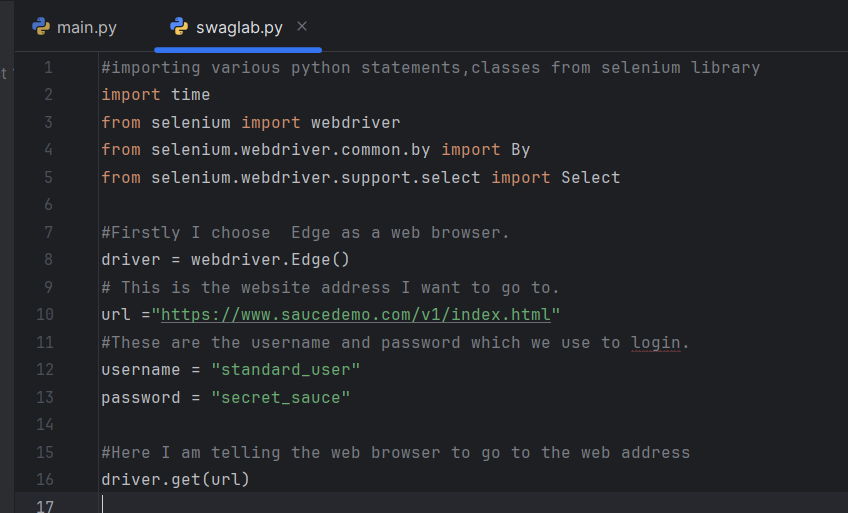 main.py swaglab.py
t
1 #importing various python statements,classes from selenium library
2 import time
3 from selenium import webdriver
4 from selenium.webdriver.common.by import By
5 from selenium.webdriver.support.select import Select
6
7 #Firstly I choose  Edge as a web browser.
8 driver = webdriver.Edge()
9 # This is the website address I want to go to.
10 url ="https://www.saucedemo.com/v1/index.html"
11 #These are the username and password which we use to login.
12 username = "standard_user"
13 password = "secret_sauce"
14
15 #Here I am telling the web browser to go to the web address
16 driver.get(url)
17